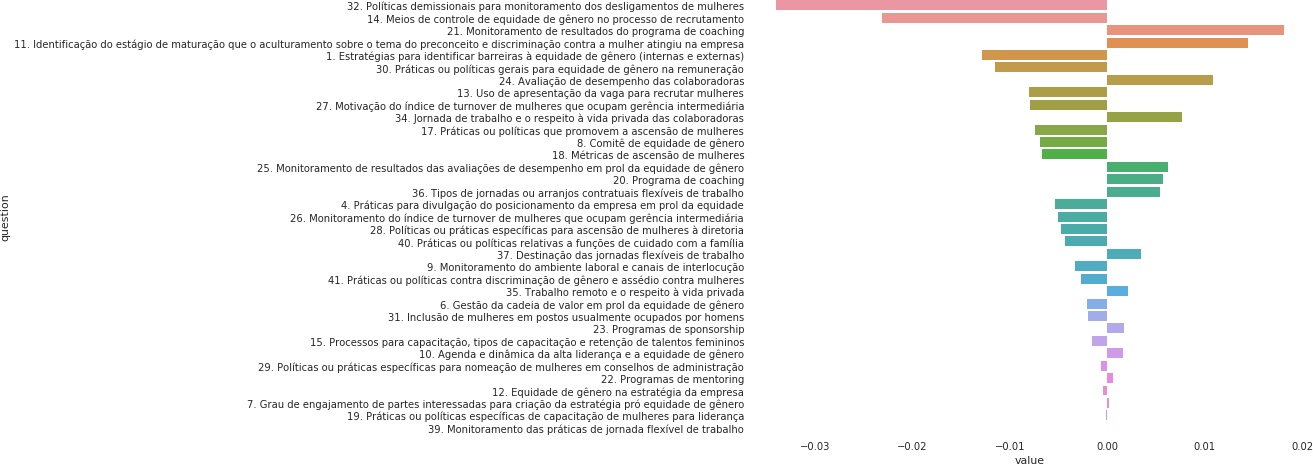 32. Políticas demissionais para monitoramento dos desligamentos de mulheres
14. Meios de controle de equidade de gênero no processo de recrutamento
21. Monitoramento de resultados do programa de coaching
11. Identificação do estágio de maturação que o aculturamento sobre o tema do preconceito e discriminação contra a mulher atingiu na empresa
1. Estratégias para identificar barreiras à equidade de gênero (internas e externas)
30. Práticas ou políticas gerais para equidade de gênero na remuneração
24. Avaliação de desempenho das colaboradoras
13. Uso de apresentação da vaga para recrutar mulheres
27. Motivação do índice de turnover de mulheres que ocupam gerência intermediária
34. Jornada de trabalho e o respeito à vida privada das colaboradoras
17. Práticas ou políticas que promovem a ascensão de mulheres
8. Comitê de equidade de gênero
18. Métricas de ascensão de mulheres
25. Monitoramento de resultados das avaliações de desempenho em prol da equidade de gênero
20. Programa de coaching
36. Tipos de jornadas ou arranjos contratuais flexíveis de trabalho
4. Práticas para divulgação do posicionamento da empresa em prol da equidade
26. Monitoramento do índice de turnover de mulheres que ocupam gerência intermediária
28. Políticas ou práticas específicas para ascensão de mulheres à diretoria
40. Práticas ou políticas relativas a funções de cuidado com a família
37. Destinação das jornadas flexíveis de trabalho
9. Monitoramento do ambiente laboral e canais de interlocução
41. Práticas ou políticas contra discriminação de gênero e assédio contra mulheres
35. Trabalho remoto e o respeito à vida privada
6. Gestão da cadeia de valor em prol da equidade de gênero
31. Inclusão de mulheres em postos usualmente ocupados por homens
23. Programas de sponsorship
15. Processos para capacitação, tipos de capacitação e retenção de talentos femininos
10. Agenda e dinâmica da alta liderança e a equidade de gênero
29. Políticas ou práticas específicas para nomeação de mulheres em conselhos de administração
22. Programas de mentoring
12. Equidade de gênero na estratégia da empresa
7. Grau de engajamento de partes interessadas para criação da estratégia pró equidade de gênero
19. Práticas ou políticas específicas de capacitação de mulheres para liderança
39. Monitoramento das práticas de jornada flexível de trabalho
question
−0.03 −0.02 −0.01 0.00 0.01 0.02
value